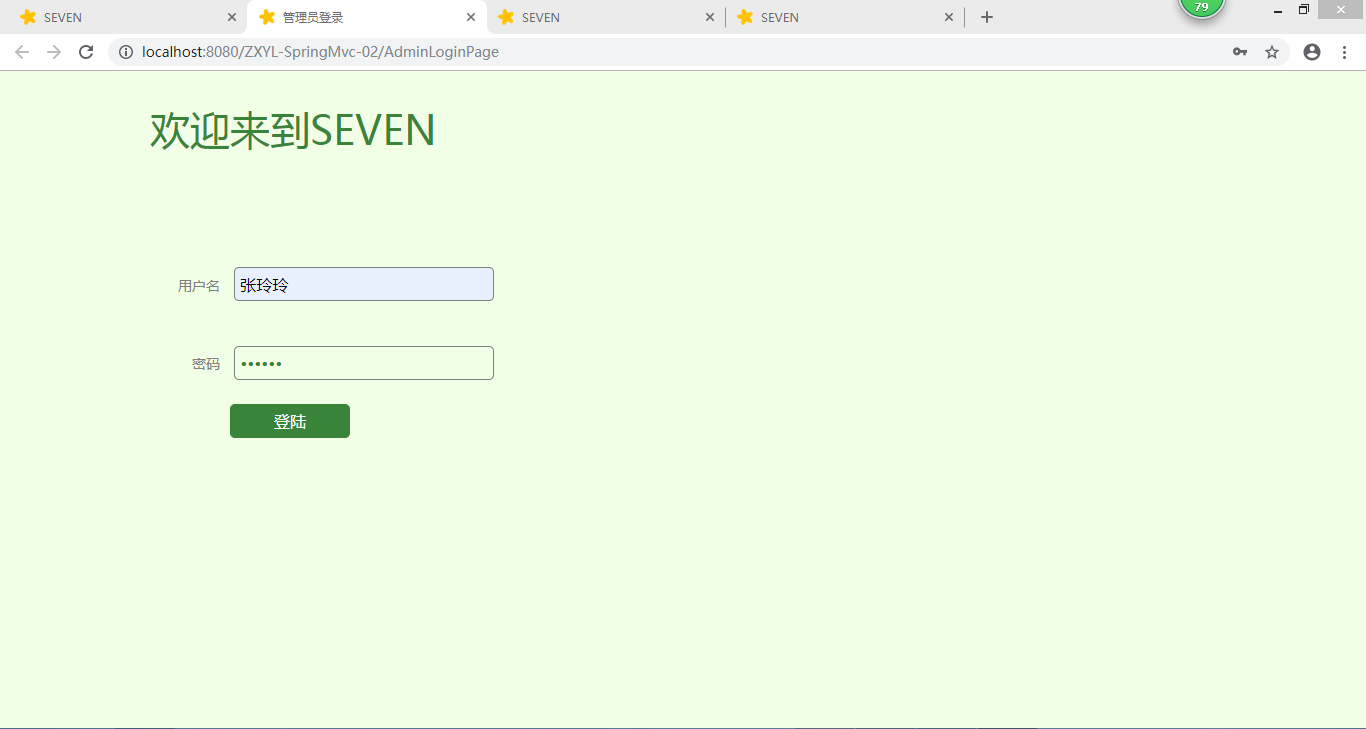 SEVEN 管理员登录 SEVEN SEVEN
79
localhost:8080/ZXYL-SpringMvc-02/AdminLoginPage
欢迎来到SEVEN
用户名 张玲玲
密码 ••••••
登陆